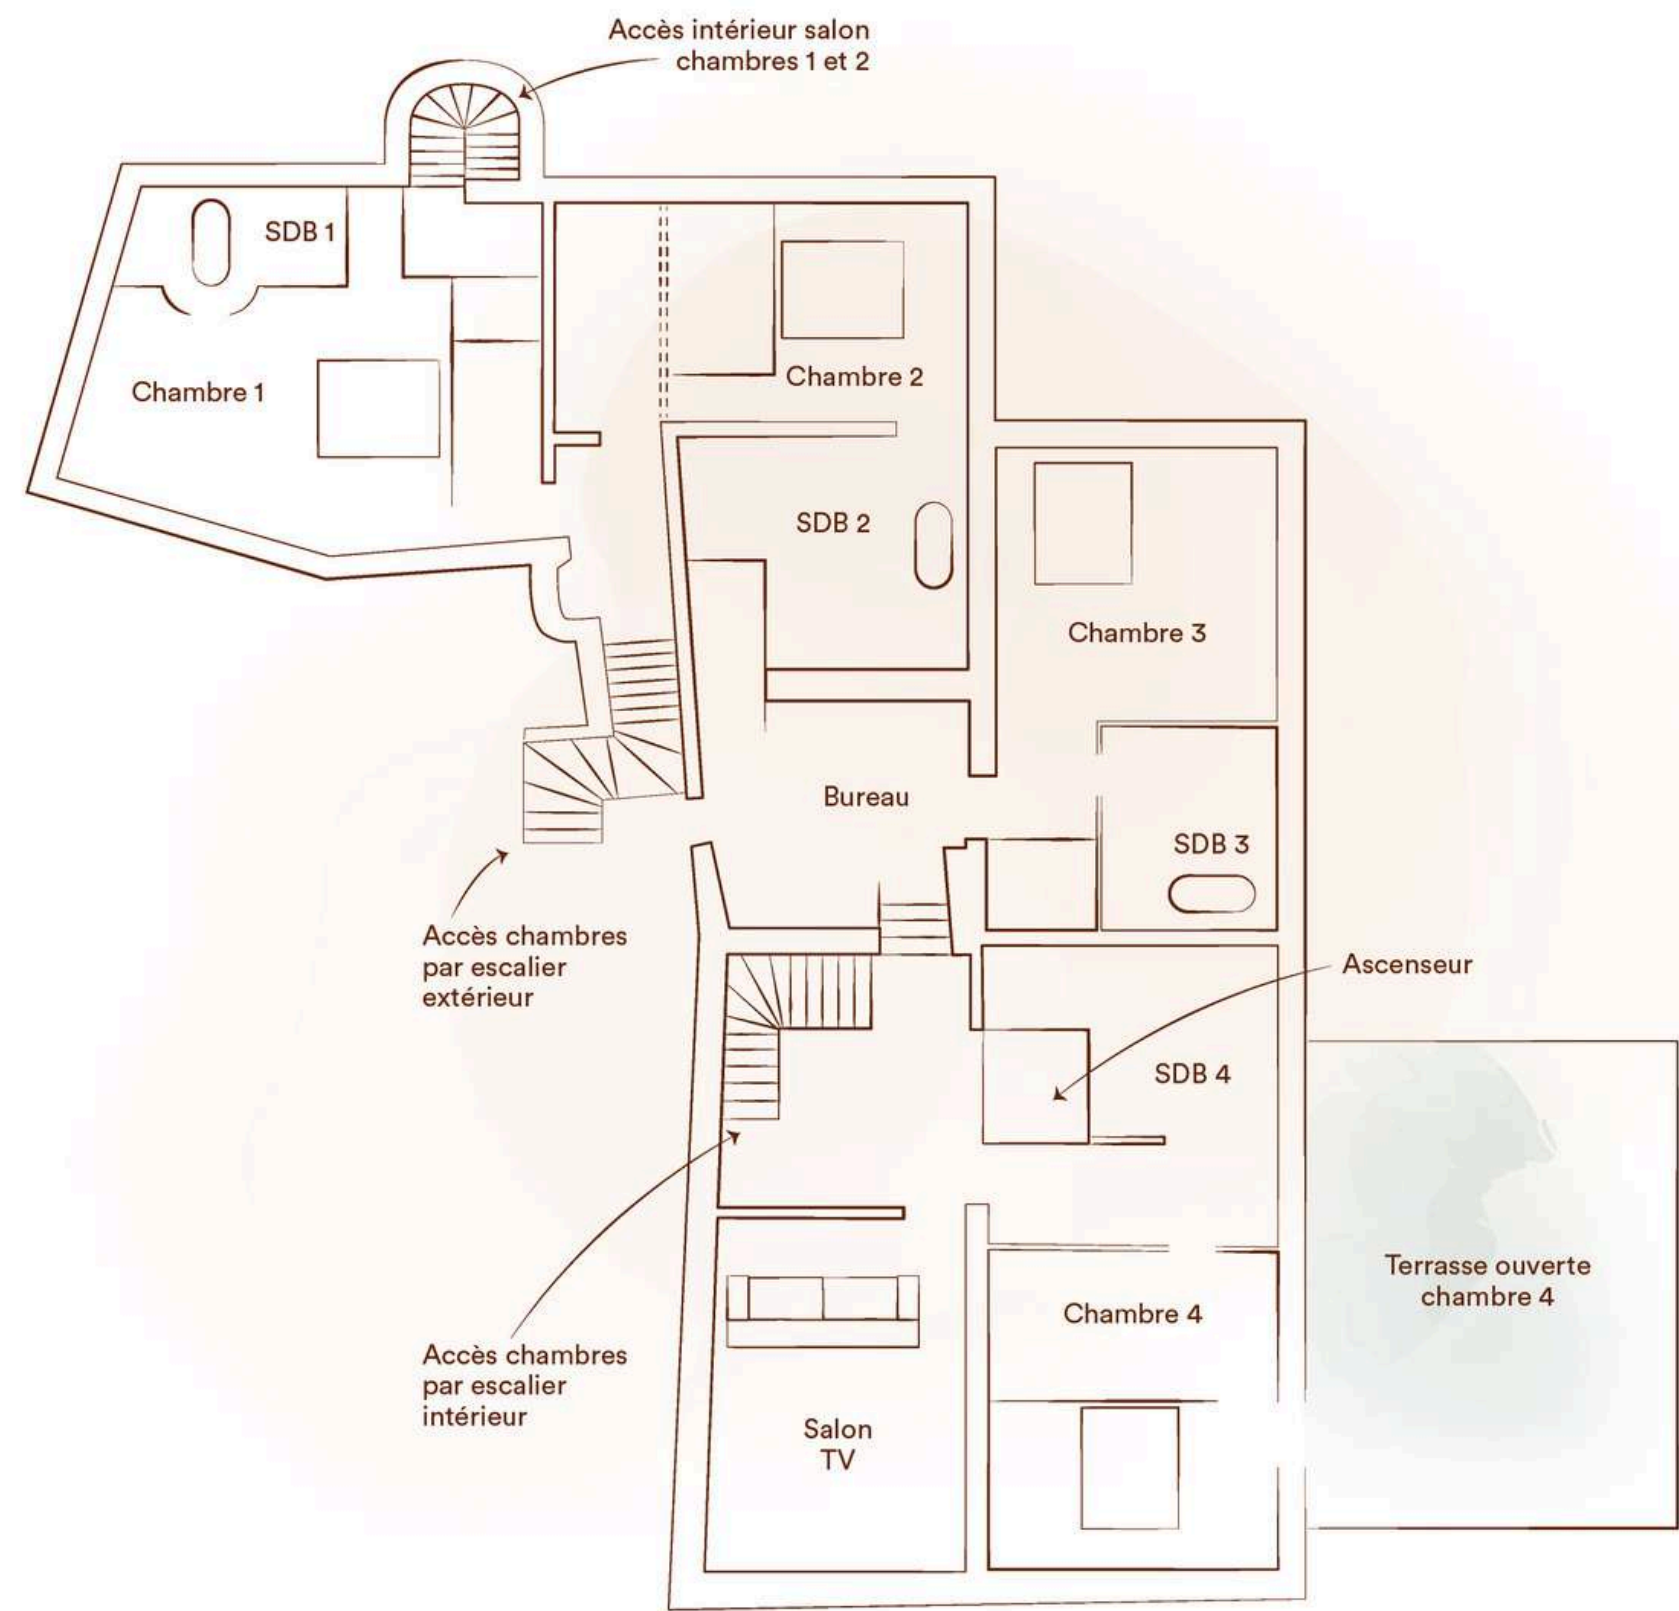 Accès intérieur salon
chambres 1 et 2
SDB 1
Chambre 1
Chambre 2
SDB 2
Chambre 3
Bureau
SDB 3
Accès chambres
par escalier
extérieur
Ascenseur
SDB 4
Terrasse ouverte
chambre 4
Chambre 4
Accès chambres
par escalier
intérieur
Salon
TV